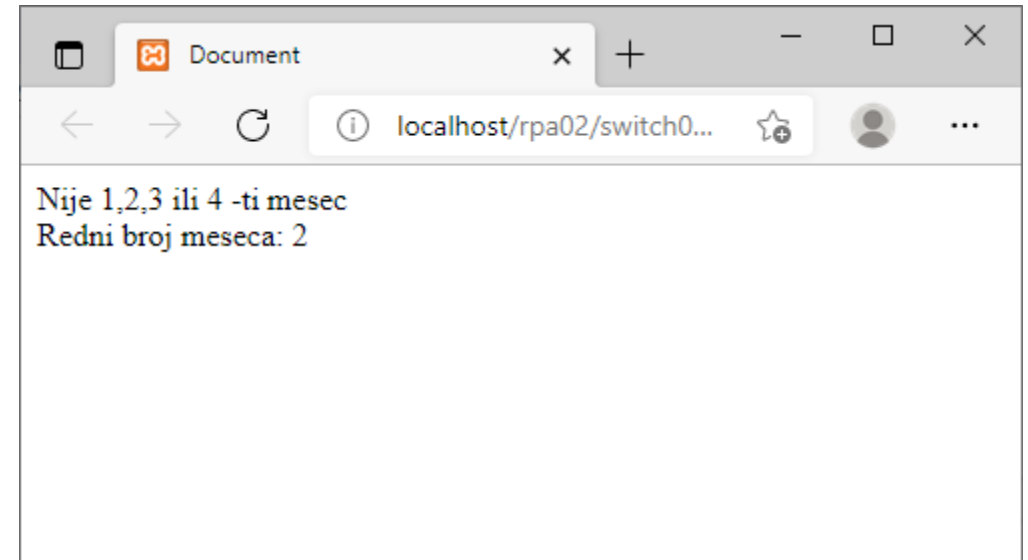 Document
localhost/rpa02/switch0...
Nije 1,2,3 ili 4 -ti mesec
Redni broj meseca: 2